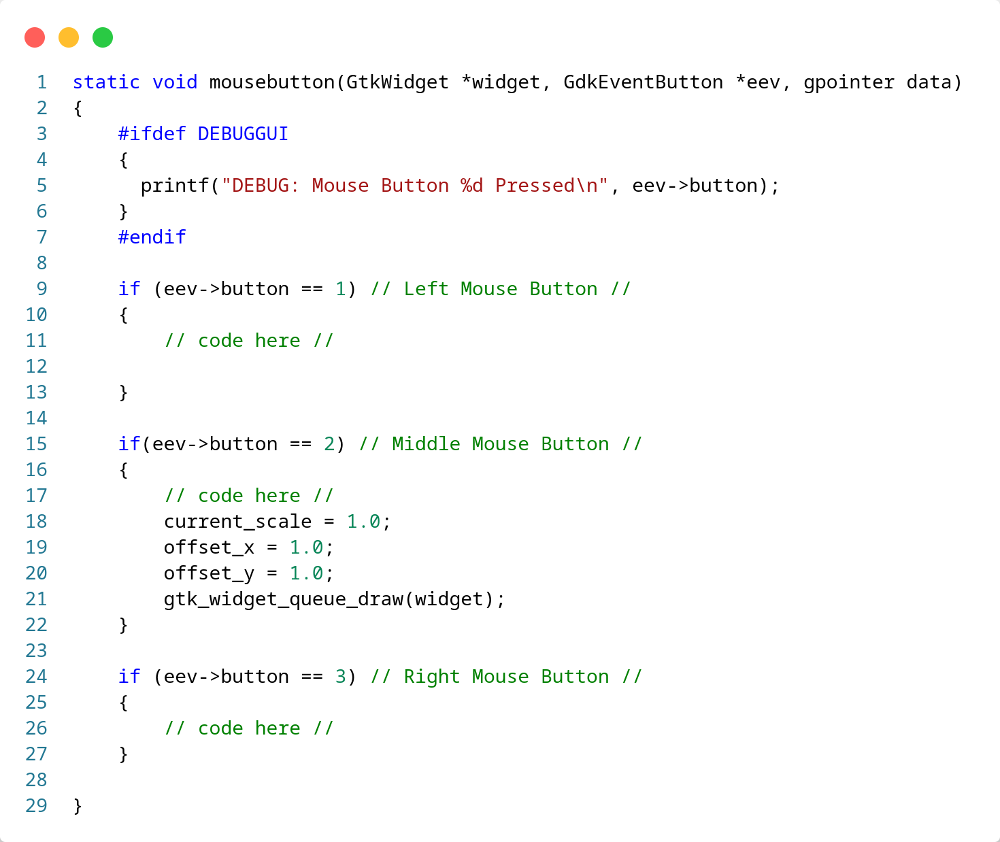 1 static void mousebutton(GtkWidget *widget, GdkEventButton *eev, gpointer data)
2 {
3     #ifdef DEBUGGUI
4     {
5       printf("DEBUG: Mouse Button %d Pressed\n", eev->button);
6     }
7     #endif
8
9     if (eev->button == 1) // Left Mouse Button //
10     {
11         // code here //
12
13     }
14
15     if(eev->button == 2) // Middle Mouse Button //
16     {
17         // code here //
18         current_scale = 1.0;
19         offset_x = 1.0;
20         offset_y = 1.0;
21         gtk_widget_queue_draw(widget);
22     }
23
24     if (eev->button == 3) // Right Mouse Button //
25     {
26         // code here //
27     }
28
29 }